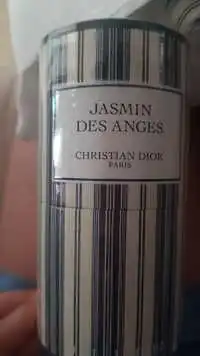 JASMIN
DES ANGES
CHRISTIAN DIOR
PARIS